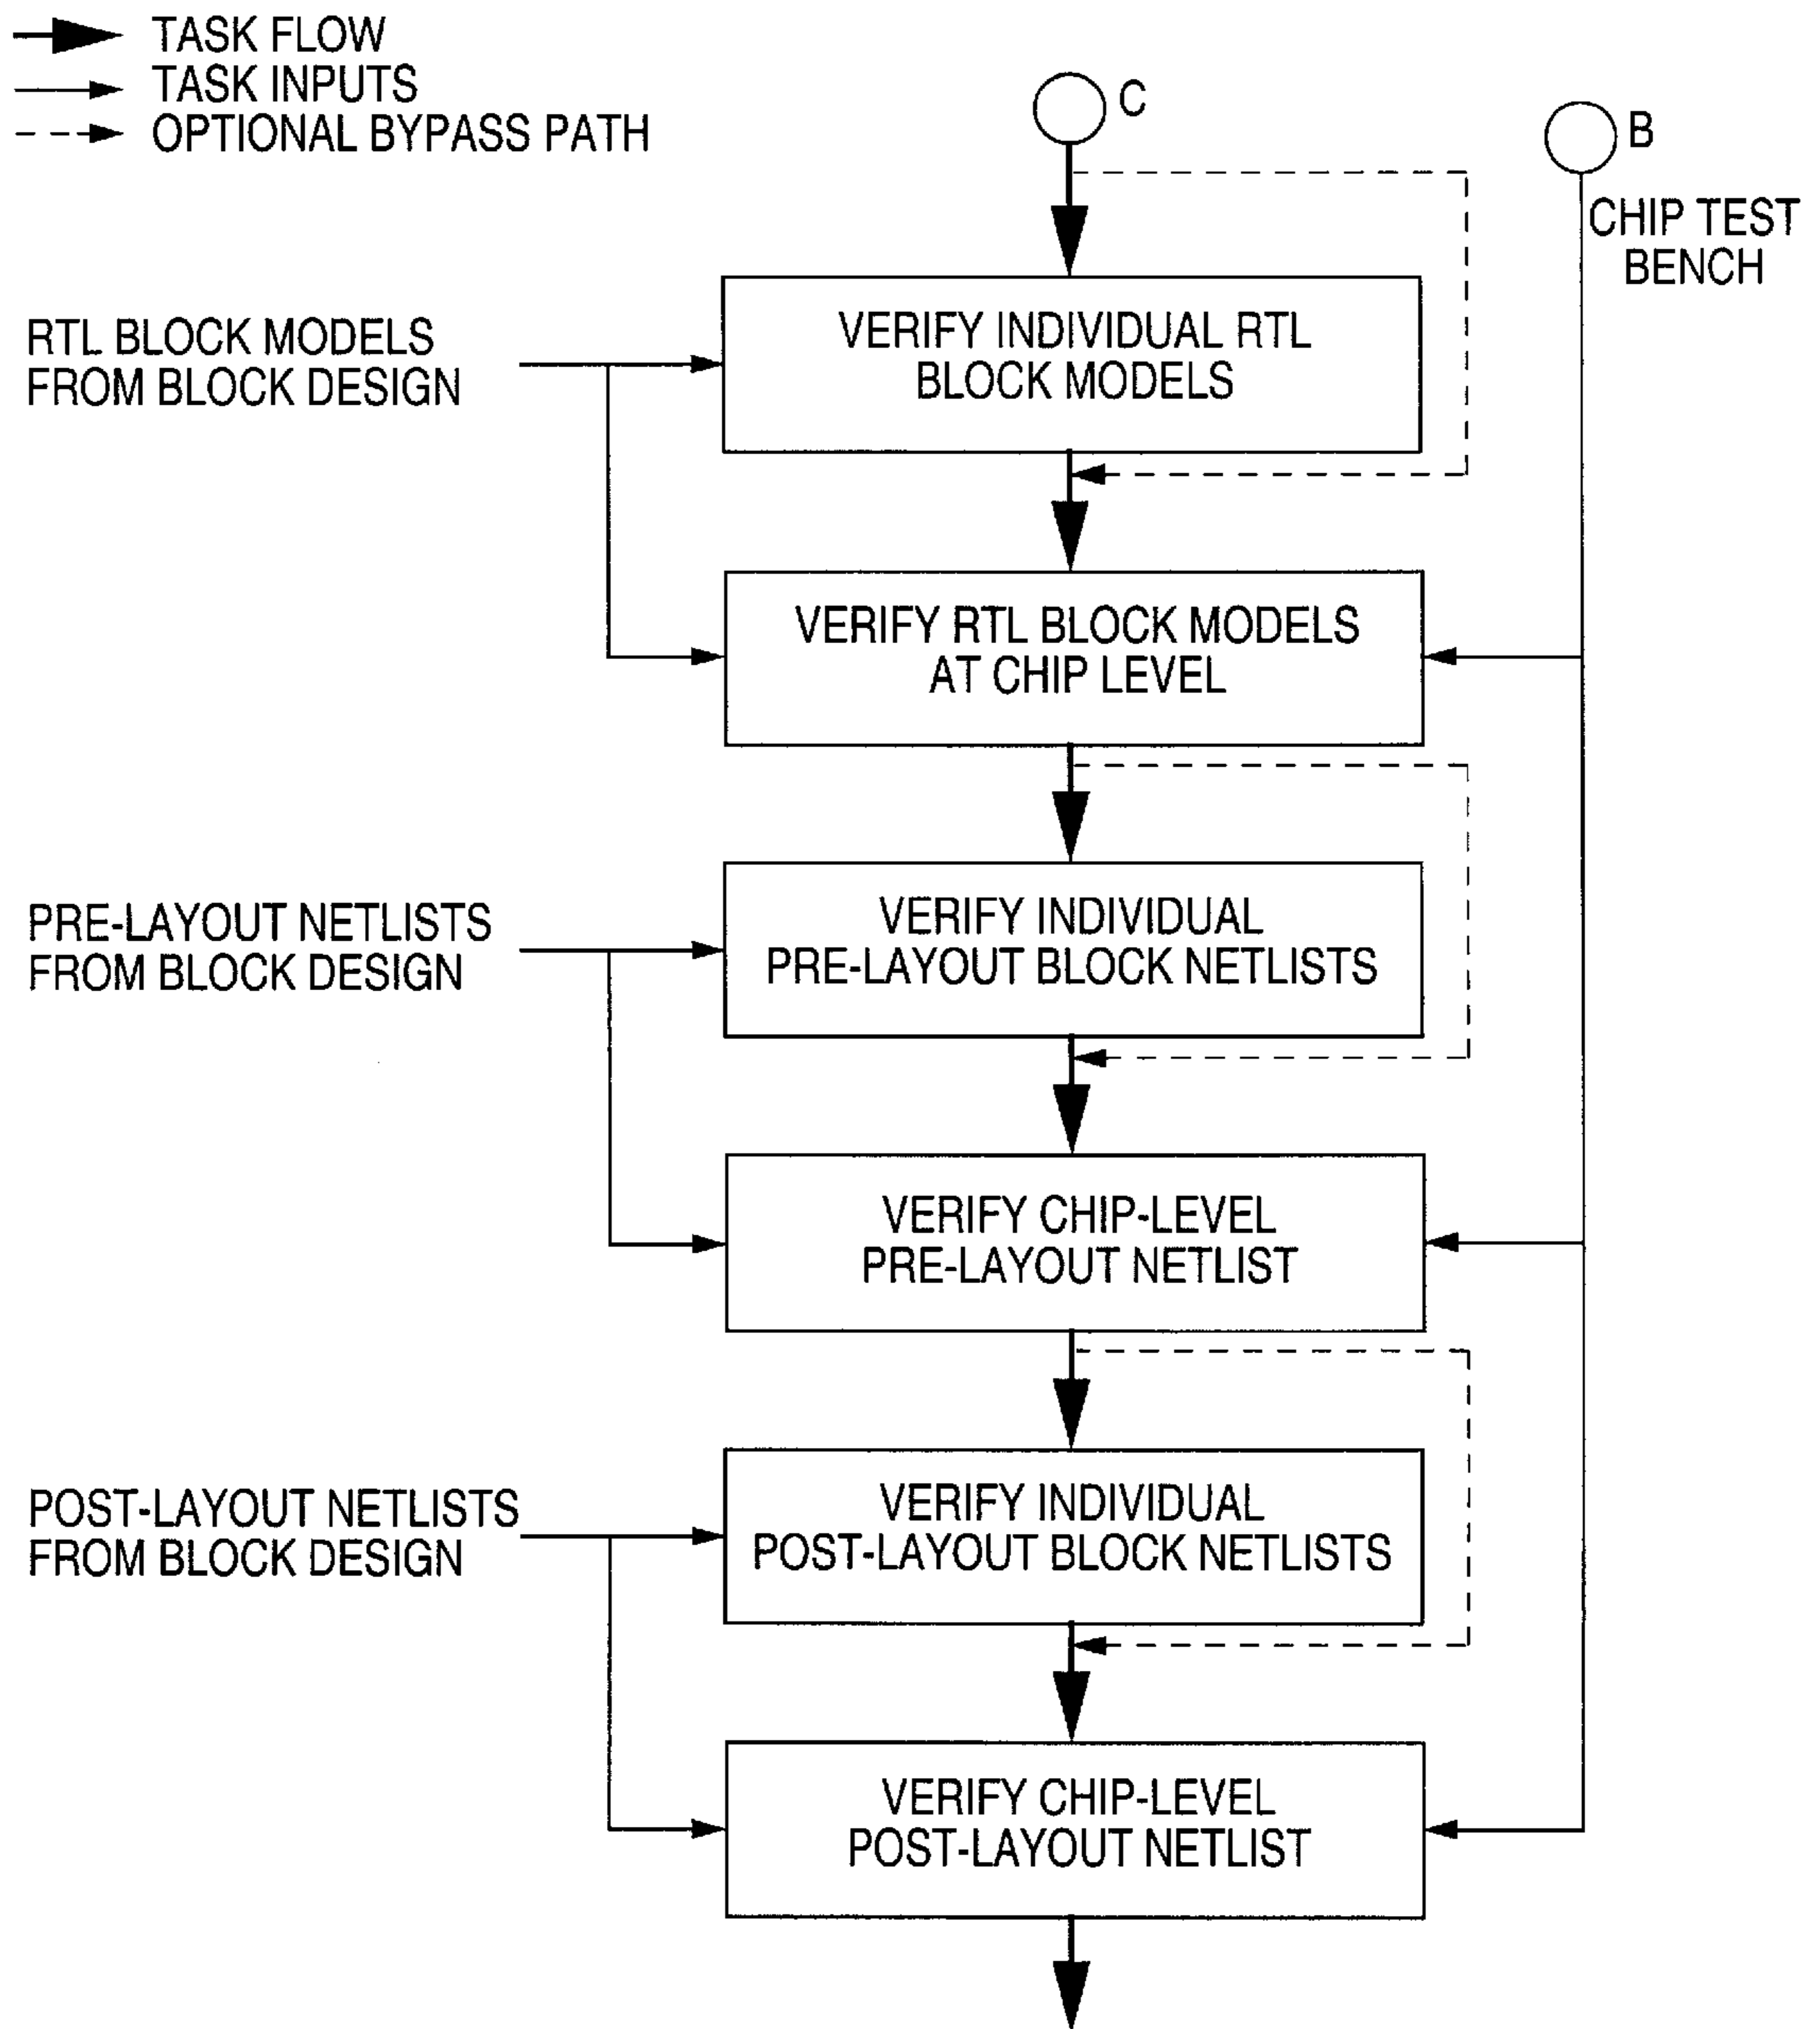 TASK FLOW
TASK INPUTS
OPTIONAL BYPASS PATH
C
B
CHIP TEST
BENCH
RTL BLOCK MODELS
FROM BLOCK DESIGN
VERIFY INDIVIDUAL RTL
BLOCK MODELS
VERIFY RTL BLOCK MODELS
AT CHIP LEVEL
PRE-LAYOUT NETLISTS
FROM BLOCK DESIGN
VERIFY INDIVIDUAL
PRE-LAYOUT BLOCK NETLISTS
VERIFY CHIP-LEVEL
PRE-LAYOUT NETLIST
POST-LAYOUT NETLISTS
FROM BLOCK DESIGN
VERIFY INDIVIDUAL
POST-LAYOUT BLOCK NETLISTS
VERIFY CHIP-LEVEL
POST-LAYOUT NETLIST